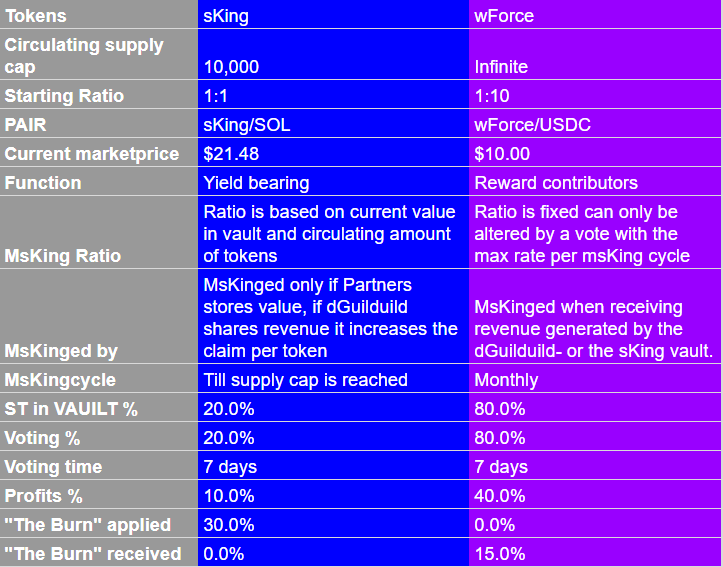 Tokens sKing wForce
Circulating supply
cap 10,000 Infinite
Starting Ratio 1:1 1:10
PAIR sKing/SOL wForce/USDC
Current marketprice $21.48 $10.00
Function Yield bearing Reward contributors
MsKing Ratio
Ratio is based on current value
in vault and circulating amount
of tokens
Ratio is fixed can only be
altered by a vote with the
max rate per msKing cycle
MsKinged by
MsKinged only if Partners
stores value, if dGuilduild
shares revenue it increases the
claim per token
MsKinged when receiving
revenue generated by the
dGuilduild- or the sKing vault.
MsKingcycle Till supply cap is reached Monthly
ST in VAUILT % 20.0% 80.0%
Voting % 20.0% 80.0%
Voting time 7 days 7 days
Profits % 10.0% 40.0%
"The Burn" applied 30.0% 0.0%
"The Burn" received 0.0% 15.0%